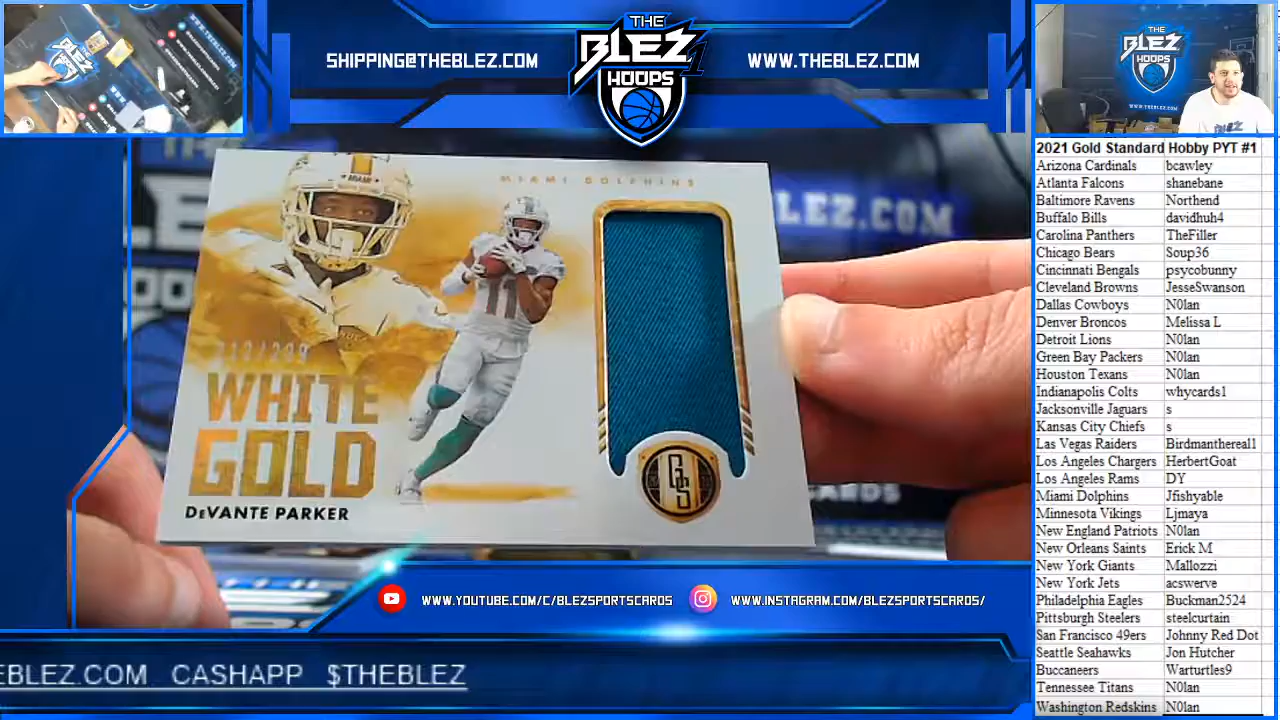 SHIPPING@THEBLEZ.COM
THE
BLEZ
HOOPS
WWW.THEBLEZ.COM
MIAMI DOLPHINS
MIAMI
11
WHITE
GOLD
DEVANTE PARKER
GS
LEZ.COM
WWW.YOUTUBE.COM/C/BLEZSPORTSCARDS
WWW.INSTAGRAM.COM/BLEZSPORTSCARDS/
EBLEZ.COM CASHAPP $THEBLEZ
THE
BLEZ
HOOPS
WWW.THEBLEZ.COM
2021 Gold Standard Hobby PYT #1
Arizona Cardinals bcawley
Atlanta Falcons shanebane
Baltimore Ravens Northend
Buffalo Bills davidhuh4
Carolina Panthers TheFiller
Chicago Bears Soup36
Cincinnati Bengals psycobunny
Cleveland Browns JesseSwanson
Dallas Cowboys N0lan
Denver Broncos Melissa L
Detroit Lions N0lan
Green Bay Packers N0lan
Houston Texans N0lan
Indianapolis Colts whycards1
Jacksonville Jaguars s
Kansas City Chiefs s
Las Vegas Raiders Birdmanthereal1
Los Angeles Chargers HerbertGoat
Los Angeles Rams DY
Miami Dolphins Jfishyable
Minnesota Vikings Ljmaya
New England Patriots N0lan
New Orleans Saints Erick M
New York Giants Mallozzi
New York Jets acswerve
Philadelphia Eagles Buckman2524
Pittsburgh Steelers steelcurtain
San Francisco 49ers Johnny Red Dot
Seattle Seahawks Jon Hutcher
Buccaneers Warturtles9
Tennessee Titans N0lan
Washington Redskins N0lan